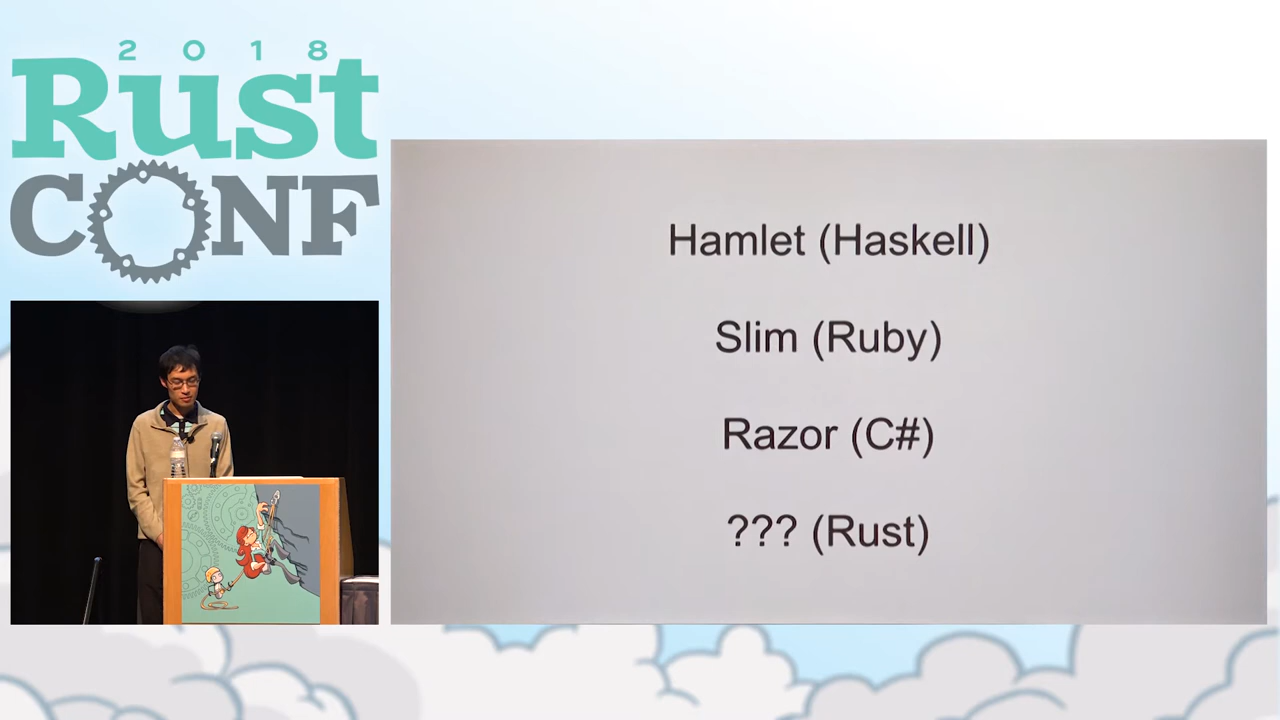 2018
Rust
CONF
Hamlet (Haskell)
Slim (Ruby)
Razor (C#)
??? (Rust)